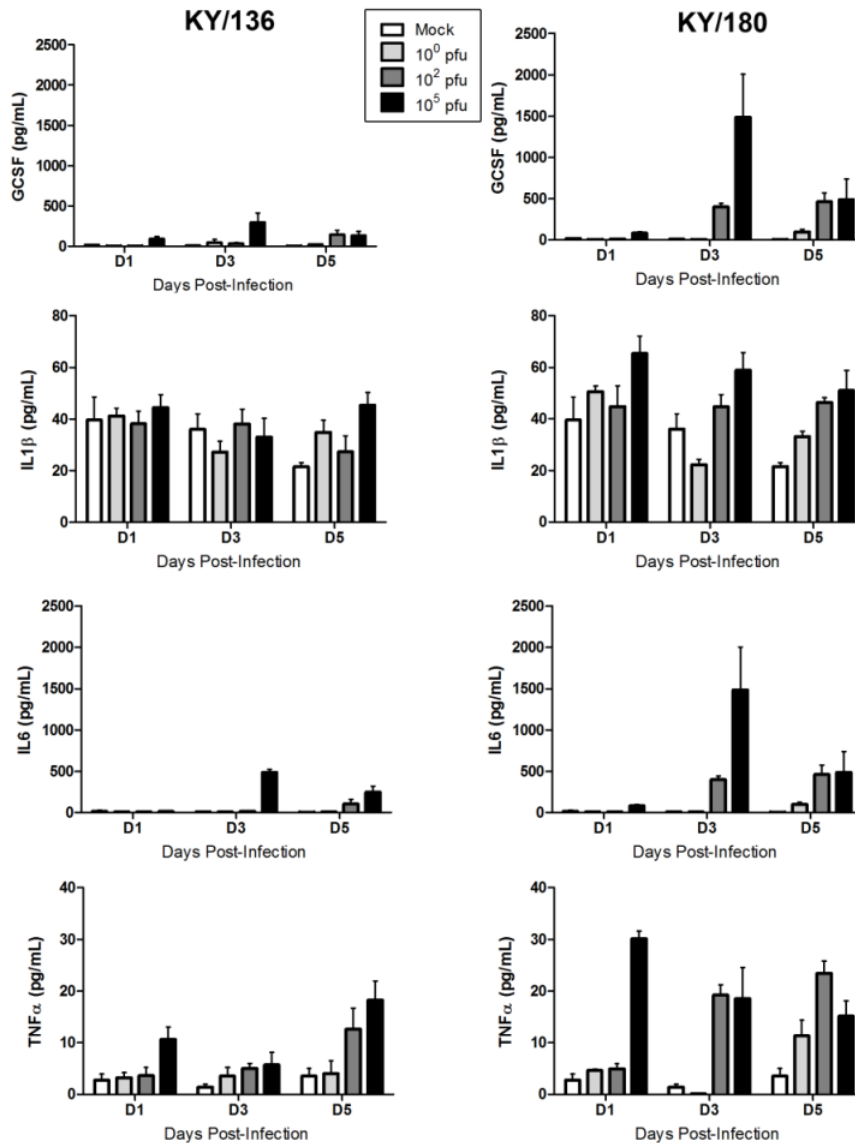 KY/136
KY/180
Mock
10⁰ pfu
10² pfu
10⁵ pfu
GCSF (pg/mL)
2500
2000
1500
1000
500
0
D1 D3 D5
Days Post-Infection
GCSF (pg/mL)
2500
2000
1500
1000
500
0
D1 D3 D5
Days Post-Infection
IL1β (pg/mL)
80
60
40
20
0
D1 D3 D5
Days Post-Infection
IL1β (pg/mL)
80
60
40
20
0
D1 D3 D5
Days Post-Infection
IL6 (pg/mL)
2500
2000
1500
1000
500
0
D1 D3 D5
Days Post-Infection
IL6 (pg/mL)
2500
2000
1500
1000
500
0
D1 D3 D5
Days Post-Infection
TNFα (pg/mL)
40
30
20
10
0
D1 D3 D5
Days Post-Infection
TNFα (pg/mL)
40
30
20
10
0
D1 D3 D5
Days Post-Infection